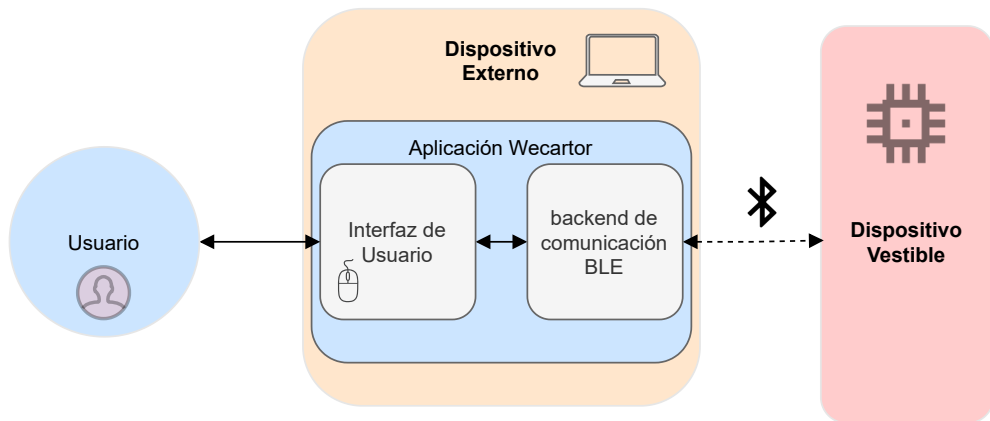 Dispositivo
Externo
Aplicación Wecartor
Usuario
Interfaz de
Usuario
backend de
comunicación
BLE
Dispositivo
Vestible